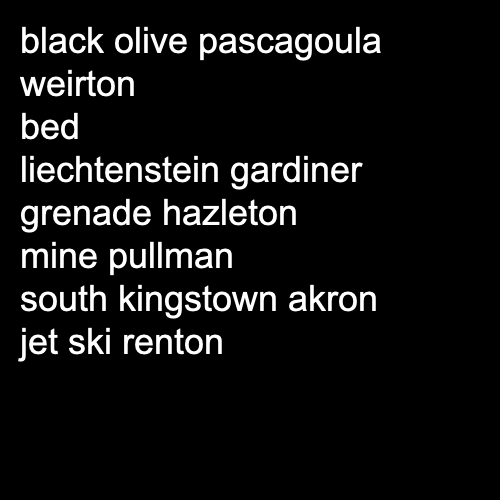 black olive pascagoula
weirton
bed
liechtenstein gardiner
grenade hazleton
mine pullman
south kingstown akron
jet ski renton